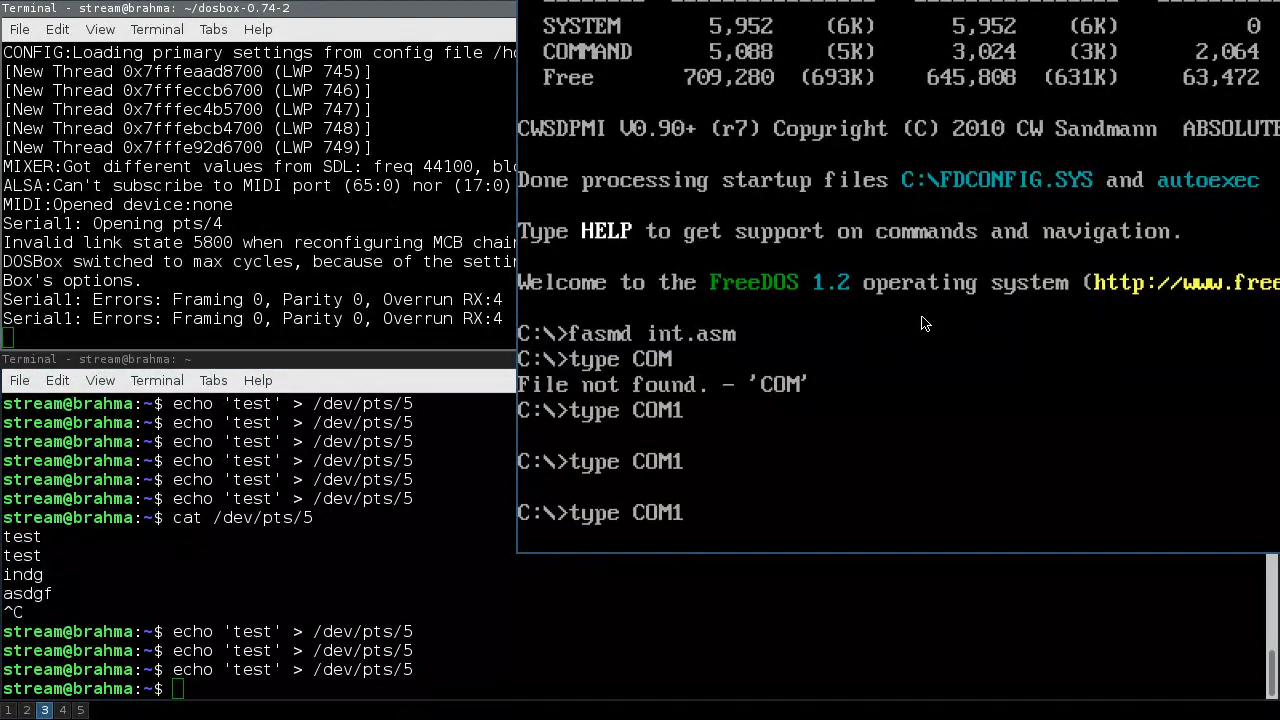 Terminal - stream@brahma: ~/dosbox-0.74-2
File Edit View Terminal Tabs Help
CONFIG:Loading primary settings from config file /ho
[New Thread 0x7fffeaad8700 (LWP 745)]
[New Thread 0x7fffeccb6700 (LWP 746)]
[New Thread 0x7fffec4b5700 (LWP 747)]
[New Thread 0x7fffebcb4700 (LWP 748)]
[New Thread 0x7fffe92d6700 (LWP 749)]
MIXER:Got different values from SDL: freq 44100, blo
ALSA:Can't subscribe to MIDI port (65:0) nor (17:0)
MIDI:Opened device:none
Serial1: Opening pts/4
Invalid link state 5800 when reconfiguring MCB chain
DOSBox switched to max cycles, because of the settin
Box's options.
Serial1: Errors: Framing 0, Parity 0, Overrun RX:4
Serial1: Errors: Framing 0, Parity 0, Overrun RX:4
Terminal - stream@brahma: ~
File Edit View Terminal Tabs Help
stream@brahma:~$ echo 'test' > /dev/pts/5
stream@brahma:~$ echo 'test' > /dev/pts/5
stream@brahma:~$ echo 'test' > /dev/pts/5
stream@brahma:~$ echo 'test' > /dev/pts/5
stream@brahma:~$ echo 'test' > /dev/pts/5
stream@brahma:~$ echo 'test' > /dev/pts/5
stream@brahma:~$ cat /dev/pts/5
test
test
indg
asdgf
^C
stream@brahma:~$ echo 'test' > /dev/pts/5
stream@brahma:~$ echo 'test' > /dev/pts/5
stream@brahma:~$ echo 'test' > /dev/pts/5
stream@brahma:~$
SYSTEM 5,952 (6K) 5,952 (6K) 0
COMMAND 5,088 (5K) 3,024 (3K) 2,064
Free 709,280 (693K) 645,808 (631K) 63,472
CWSDPMI V0.90+ (r7) Copyright (C) 2010 CW Sandmann ABSOLUTE
Done processing startup files C:\FDCONFIG.SYS and autoexec
Type HELP to get support on commands and navigation.
Welcome to the FreeDOS 1.2 operating system (http://www.free
C:\>fasmd int.asm
C:\>type COM
File not found. - 'COM'
C:\>type COM1
C:\>type COM1
C:\>type COM1
1 2 3 4 5